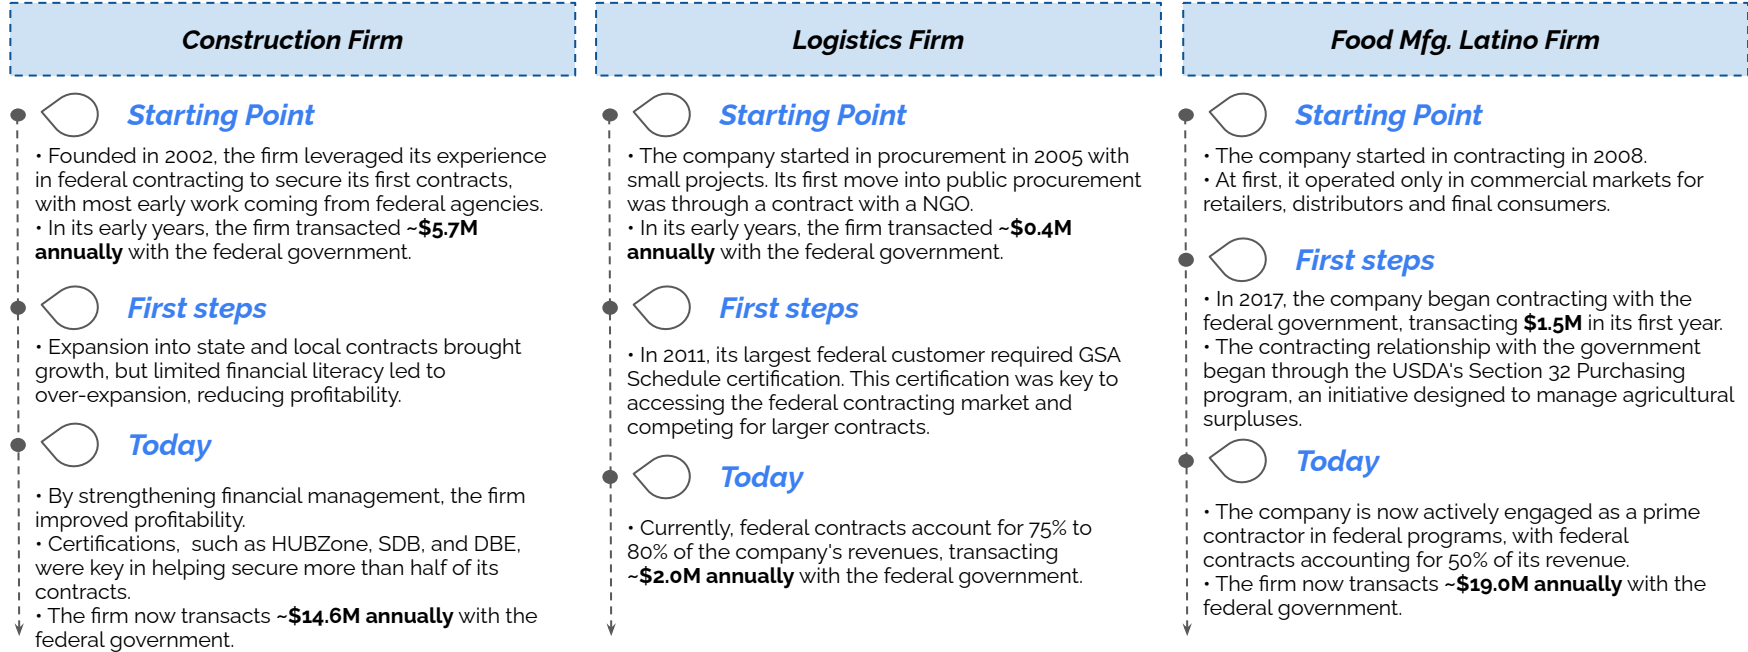 Construction Firm
Starting Point
• Founded in 2002, the firm leveraged its experience
in federal contracting to secure its first contracts,
with most early work coming from federal agencies.
• In its early years, the firm transacted ~$5.7M
annually with the federal government.
First steps
• Expansion into state and local contracts brought
growth, but limited financial literacy led to
over-expansion, reducing profitability.
Today
• By strengthening financial management, the firm
improved profitability.
• Certifications,  such as HUBZone, SDB, and DBE,
were key in helping secure more than half of its
contracts.
• The firm now transacts ~$14.6M annually with the
federal government.
Logistics Firm
Starting Point
• The company started in procurement in 2005 with
small projects. Its first move into public procurement
was through a contract with a NGO.
• In its early years, the firm transacted ~$0.4M
annually with the federal government.
First steps
• In 2011, its largest federal customer required GSA
Schedule certification. This certification was key to
accessing the federal contracting market and
competing for larger contracts.
Today
• Currently, federal contracts account for 75% to
80% of the company's revenues, transacting
~$2.0M annually with the federal government.
Food Mfg. Latino Firm
Starting Point
• The company started in contracting in 2008.
• At first, it operated only in commercial markets for
retailers, distributors and final consumers.
First steps
• In 2017, the company began contracting with the
federal government, transacting $1.5M in its first year.
• The contracting relationship with the government
began through the USDA's Section 32 Purchasing
program, an initiative designed to manage agricultural
surpluses.
Today
• The company is now actively engaged as a prime
contractor in federal programs, with federal
contracts accounting for 50% of its revenue.
• The firm now transacts ~$19.0M annually with the
federal government.